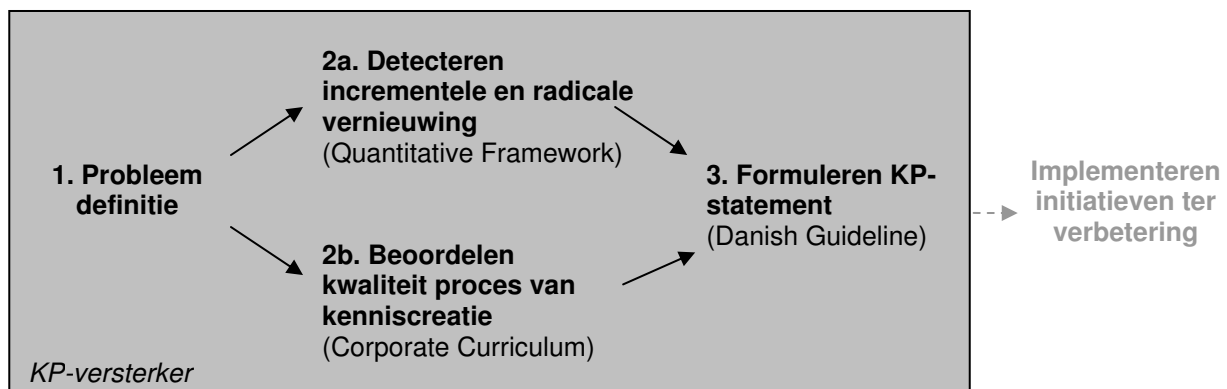 1. Probleem
definitie
2a. Detecteren
incrementele en radicale
vernieuwing
(Quantitative Framework)
2b. Beoordelen
kwaliteit proces van
kenniscreatie
(Corporate Curriculum)
3. Formuleren KP-
statement
(Danish Guideline)
Implementeren
initiatieven ter
verbetering
KP-versterker